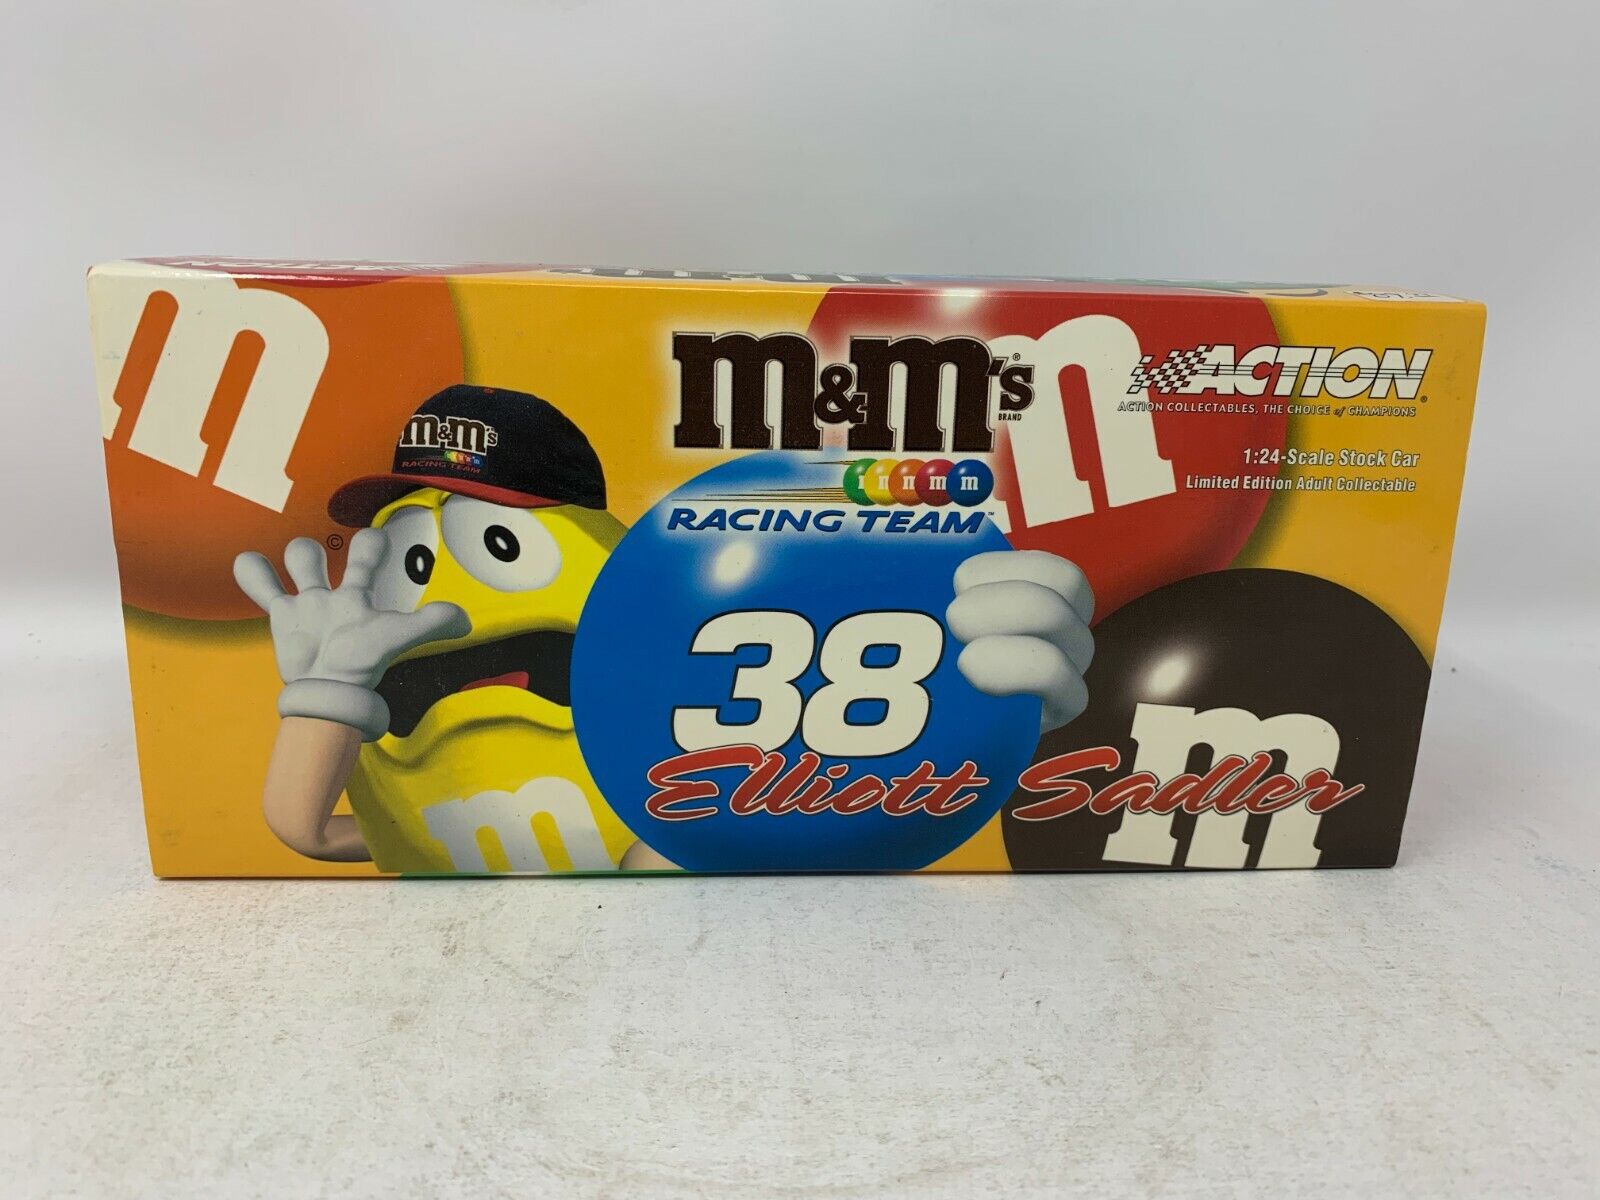 m
m&m's®
BRAND
m m m m
RACING TEAM™
m
ACTION®
ACTION COLLECTABLES, THE CHOICE of CHAMPIONS
1:24-Scale Stock Car
Limited Edition Adult Collectable
m&m's
RACING TEAM
©
38
Elliott Sadler
m
m